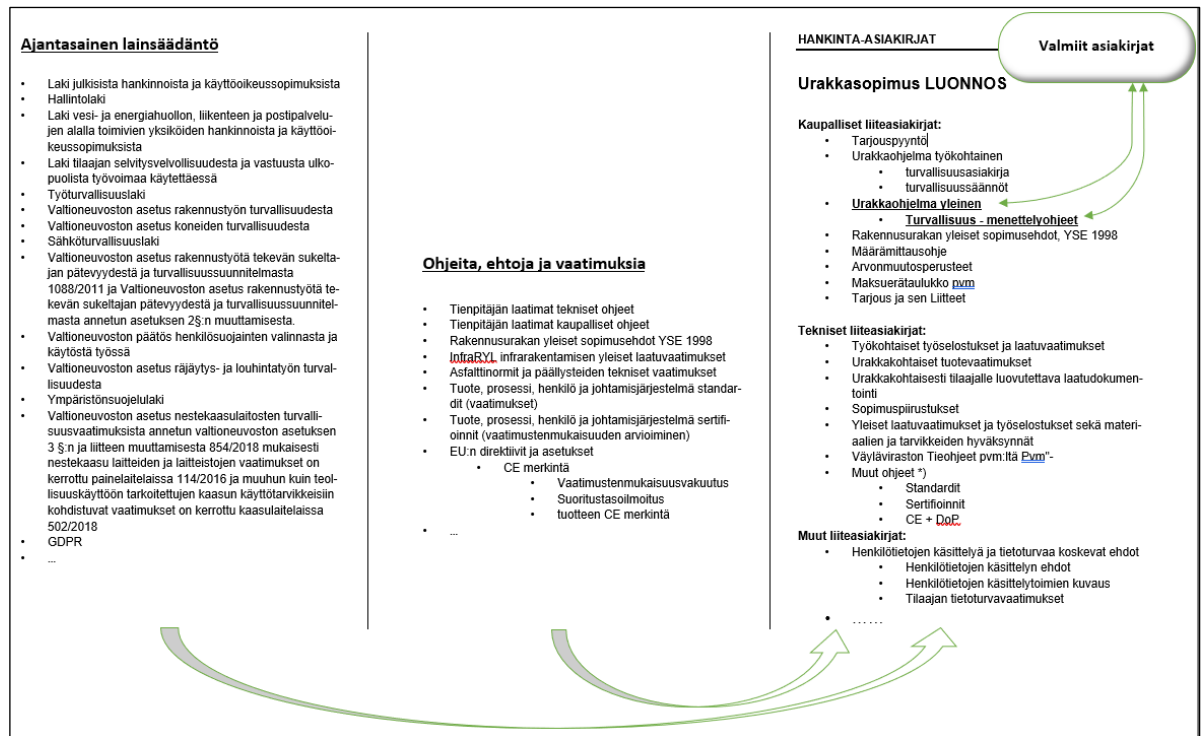 Ajantasainen lainsäädäntö
• Laki julkisista hankinnoista ja käyttöoikeussopimuksista
• Hallintolaki
• Laki vesi- ja energiahuollon, liikenteen ja postipalvelu-
jen alalla toimivien yksiköiden hankinnoista ja käyttöoi-
keussopimuksista
• Laki tilaajan selvitysvelvollisuudesta ja vastuusta ulko-
puolista työvoimaa käytettäessä
• Työturvallisuuslaki
• Valtioneuvoston asetus rakennustyön turvallisuudesta
• Valtioneuvoston asetus koneiden turvallisuudesta
• Sähköturvallisuuslaki
• Valtioneuvoston asetus rakennustyötä tekevän sukelta-
jan pätevyydestä ja turvallisuussuunnitelmasta
1088/2011 ja Valtioneuvoston asetus rakennustyötä te-
kevän sukeltajan pätevyydestä ja turvallisuussuunnitel-
masta annetun asetuksen 2§:n muuttamisesta.
• Valtioneuvoston päätös henkilösuojainten valinnasta ja
käytöstä työssä
• Valtioneuvoston asetus räjäytys- ja louhintatyön turval-
lisuudesta
• Ympäristönsuojelulaki
• Valtioneuvoston asetus nestekaasulaitosten turvalli-
suusvaatimuksista annetun valtioneuvoston asetuksen
3 §:n ja liitteen muuttamisesta 854/2018 mukaisesti
nestekaasu laitteiden ja laitteistojen vaatimukset on
kerrottu painelaitelaissa 114/2016 ja muuhun kuin teol-
lisuuskäyttöön tarkoitettujen kaasun käyttötarvikkeisiin
kohdistuvat vaatimukset on kerrottu kaasulaitelaissa
502/2018
• GDPR
• ...
Ohjeita, ehtoja ja vaatimuksia
• Tienpitäjän laatimat tekniset ohjeet
• Tienpitäjän laatimat kaupalliset ohjeet
• Rakennusurakan yleiset sopimusehdot YSE 1998
• InfraRYL infrarakentamisen yleiset laatuvaatimukset
• Asfalttinormit ja päällysteiden tekniset vaatimukset
• Tuote, prosessi, henkilö ja johtamisjärjestelmä standar-
dit (vaatimukset)
• Tuote, prosessi, henkilö ja johtamisjärjestelmä sertifi-
oinnit (vaatimustenmukaisuuden arvioiminen)
• EU:n direktiivit ja asetukset
• CE merkintä
• Vaatimustenmukaisuusvakuutus
• Suoritustasoilmoitus
• tuotteen CE merkintä
• ...
HANKINTA-ASIAKIRJAT
Valmiit asiakirjat
Urakkasopimus LUONNOS
Kaupalliset liiteasiakirjat:
• Tarjouspyyntö
• Urakkaohjelma työkohtainen
• turvallisuusasiakirja
• turvallisuussäännöt
• Urakkaohjelma yleinen
• Turvallisuus - menettelyohjeet
• Rakennusurakan yleiset sopimusehdot, YSE 1998
• Määrämittausohje
• Arvonmuutosperusteet
• Maksuerätaulukko pvm
• Tarjous ja sen Liitteet
Tekniset liiteasiakirjat:
• Työkohtaiset työselostukset ja laatuvaatimukset
• Urakkakohtaiset tuotevaatimukset
• Urakkakohtaisesti tilaajalle luovutettava laatudokumen-
tointi
• Sopimuspiirustukset
• Yleiset laatuvaatimukset ja työselostukset sekä materi-
aalien ja tarvikkeiden hyväksynnät
• Väyläviraston Tieohjeet pvm:ltä Pvm"-
• Muut ohjeet *)
• Standardit
• Sertifioinnit
• CE + DoP
Muut liiteasiakirjat:
• Henkilötietojen käsittelyä ja tietoturvaa koskevat ehdot
• Henkilötietojen käsittelyn ehdot
• Henkilötietojen käsittelytoimien kuvaus
• Tilaajan tietoturvavaatimukset
• ……